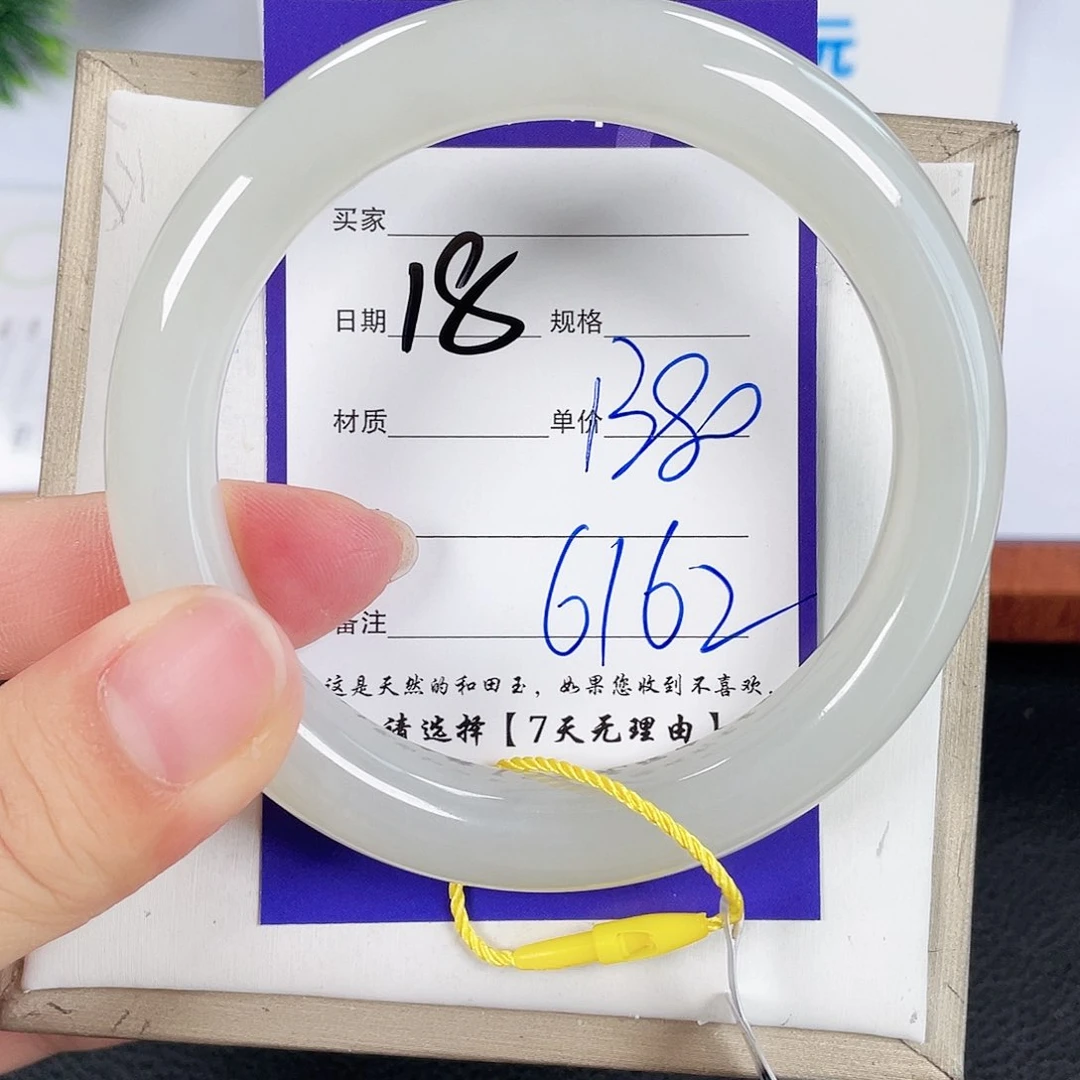 元
买家
日期 18 规格
材质 单价 1380
6162
备注
这是天然的和田玉，如果您收到不喜欢.
请选择【7天无理由】